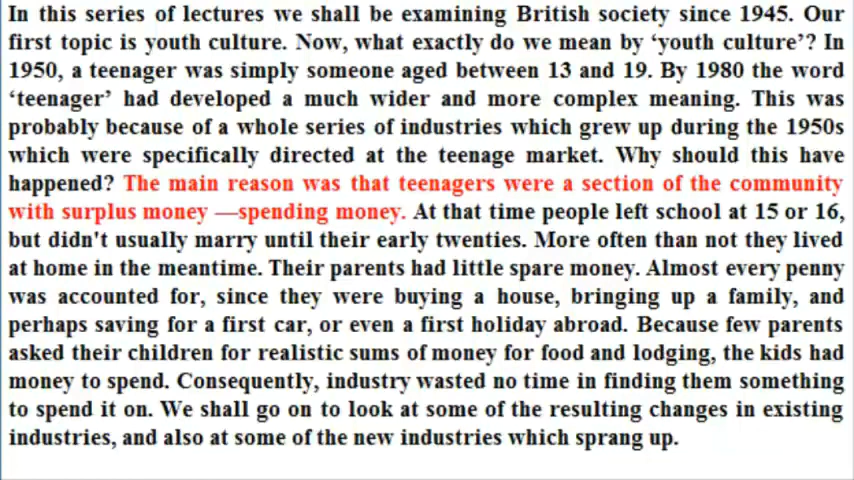 In this series of lectures we shall be examining British society since 1945. Our
first topic is youth culture. Now, what exactly do we mean by ‘youth culture’? In
1950, a teenager was simply someone aged between 13 and 19. By 1980 the word
‘teenager’ had developed a much wider and more complex meaning. This was
probably because of a whole series of industries which grew up during the 1950s
which were specifically directed at the teenage market. Why should this have
happened? The main reason was that teenagers were a section of the community
with surplus money —spending money. At that time people left school at 15 or 16,
but didn't usually marry until their early twenties. More often than not they lived
at home in the meantime. Their parents had little spare money. Almost every penny
was accounted for, since they were buying a house, bringing up a family, and
perhaps saving for a first car, or even a first holiday abroad. Because few parents
asked their children for realistic sums of money for food and lodging, the kids had
money to spend. Consequently, industry wasted no time in finding them something
to spend it on. We shall go on to look at some of the resulting changes in existing
industries, and also at some of the new industries which sprang up.